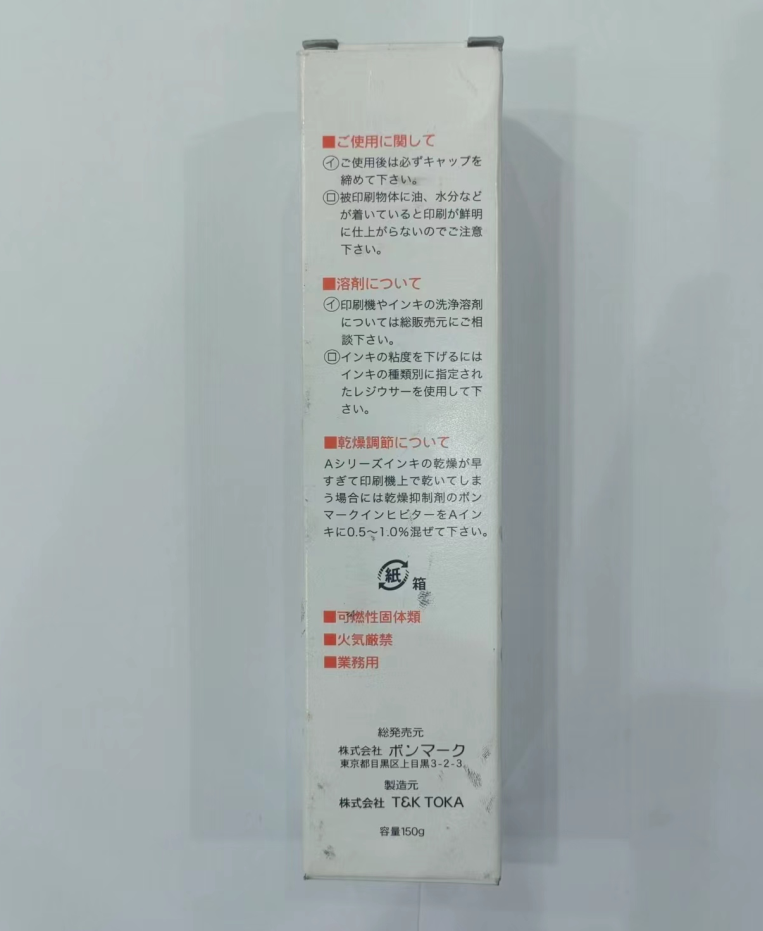 ■ご使用に関して
㋑ご使用後は必ずキャップを
締めて下さい。
㋺被印刷物体に油、水分など
が着いていると印刷が鮮明
に仕上がらないのでご注意
下さい。
■溶剤について
㋑印刷機やインキの洗浄溶剤
については総販売元にご相
談下さい。
㋺インキの粘度を下げるには
インキの種類別に指定され
たレジウサーを使用して下
さい。
■乾燥調節について
Aシリーズインキの乾燥が早
すぎて印刷機上で乾いてしま
う場合には乾燥抑制剤のボン
マークインヒビターをAイン
キに0.5〜1.0%混ぜて下さい。
紙 箱
■可燃性固体類
■火気厳禁
■業務用
総発売元
株式会社 ボンマーク
東京都目黒区上目黒3-2-3
製造元
株式会社 T&K TOKA
容量150g